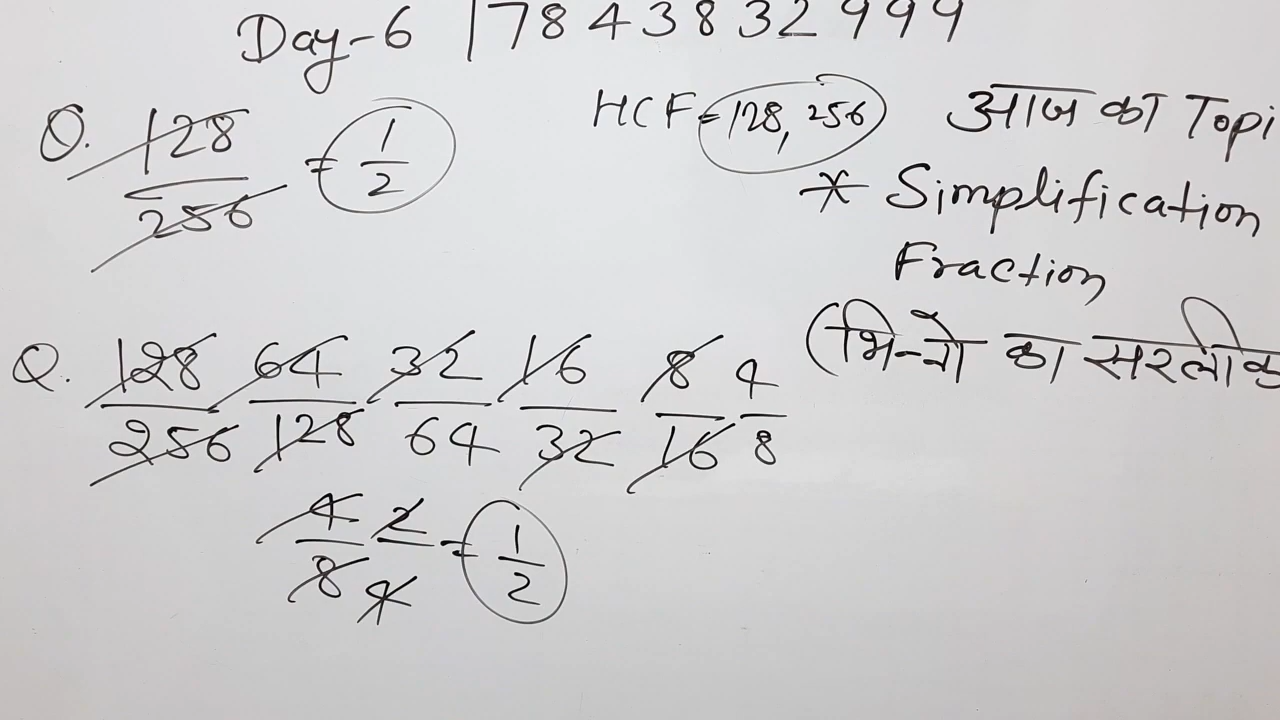 Day-6 | 7843832999
Q. 128/256 = 1/2
HCF = 128, 256
आज का Topi
* Simplification
Fraction
(भिन्नो का सरलीक
Q. 128/256 64/128 32/64 16/32 8/16 4/8
4/8 2/4 = 1/2